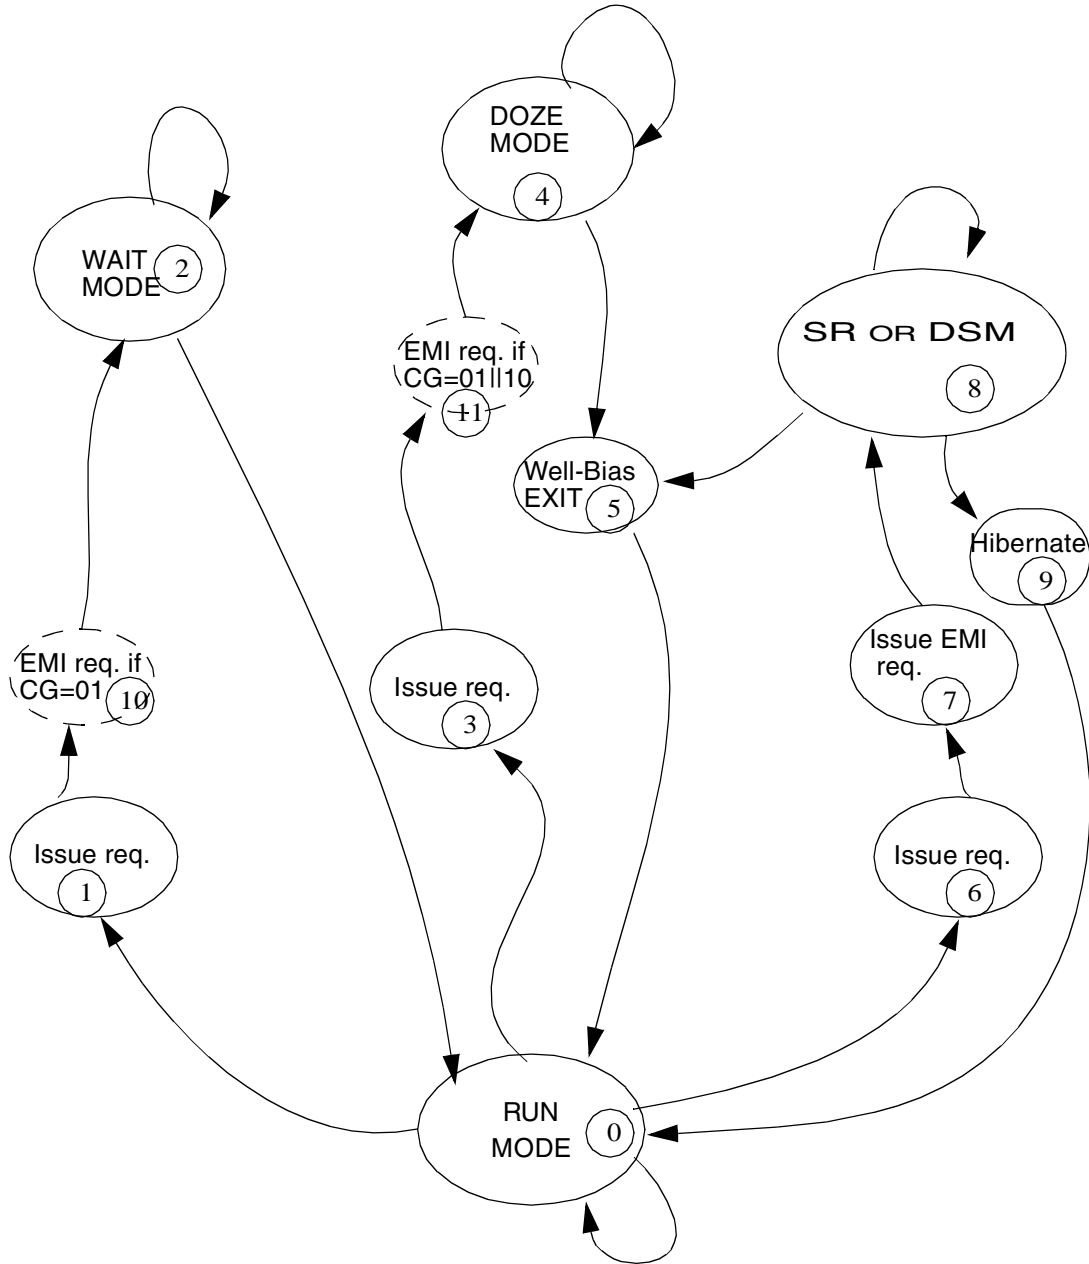 DOZE
MODE
4
WAIT
MODE
2
SR OR DSM
8
EMI req. if
CG=01||10
11
Well-Bias
EXIT
5
Hibernate
9
EMI req. if
CG=01
10
Issue req.
3
Issue EMI
req.
7
Issue req.
1
Issue req.
6
RUN
MODE
0